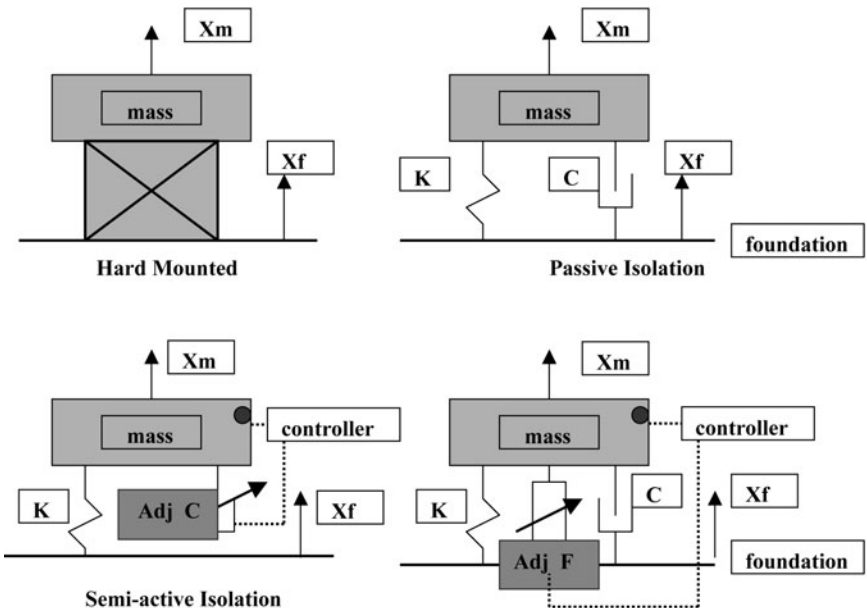 Xm
mass
Xf
Hard Mounted
Xm
mass
K
C
Xf
foundation
Passive Isolation
Xm
mass
controller
K
Adj C
Xf
Semi-active Isolation
Xm
mass
controller
K
C
Xf
Adj F
foundation